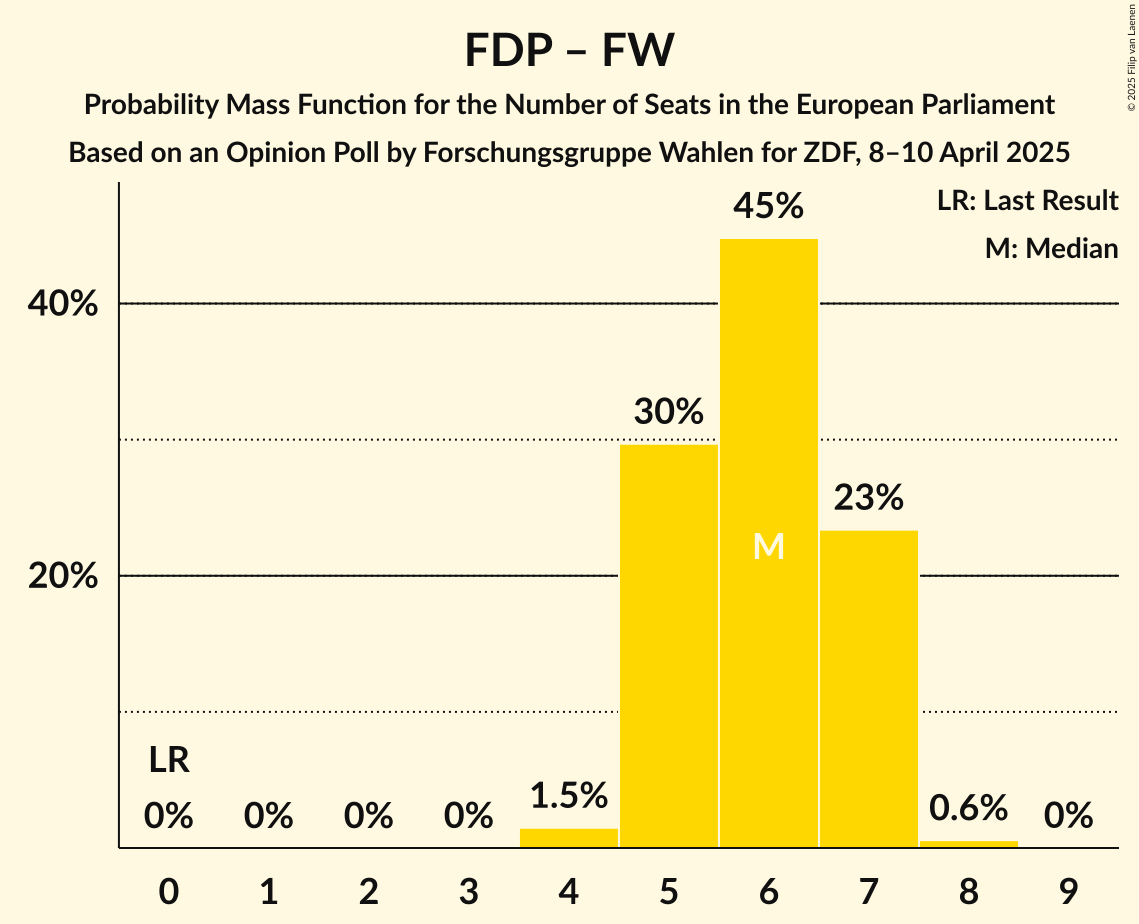 FDP – FW
Probability Mass Function for the Number of Seats in the European Parliament
Based on an Opinion Poll by Forschungsgruppe Wahlen for ZDF, 8–10 April 2025
© 2025 Filip van Laenen
LR: Last Result
M: Median
40%
20%
45%
30%
23%
M
LR
0%
0%
0%
0%
1.5%
0.6%
0%
0 1 2 3 4 5 6 7 8 9